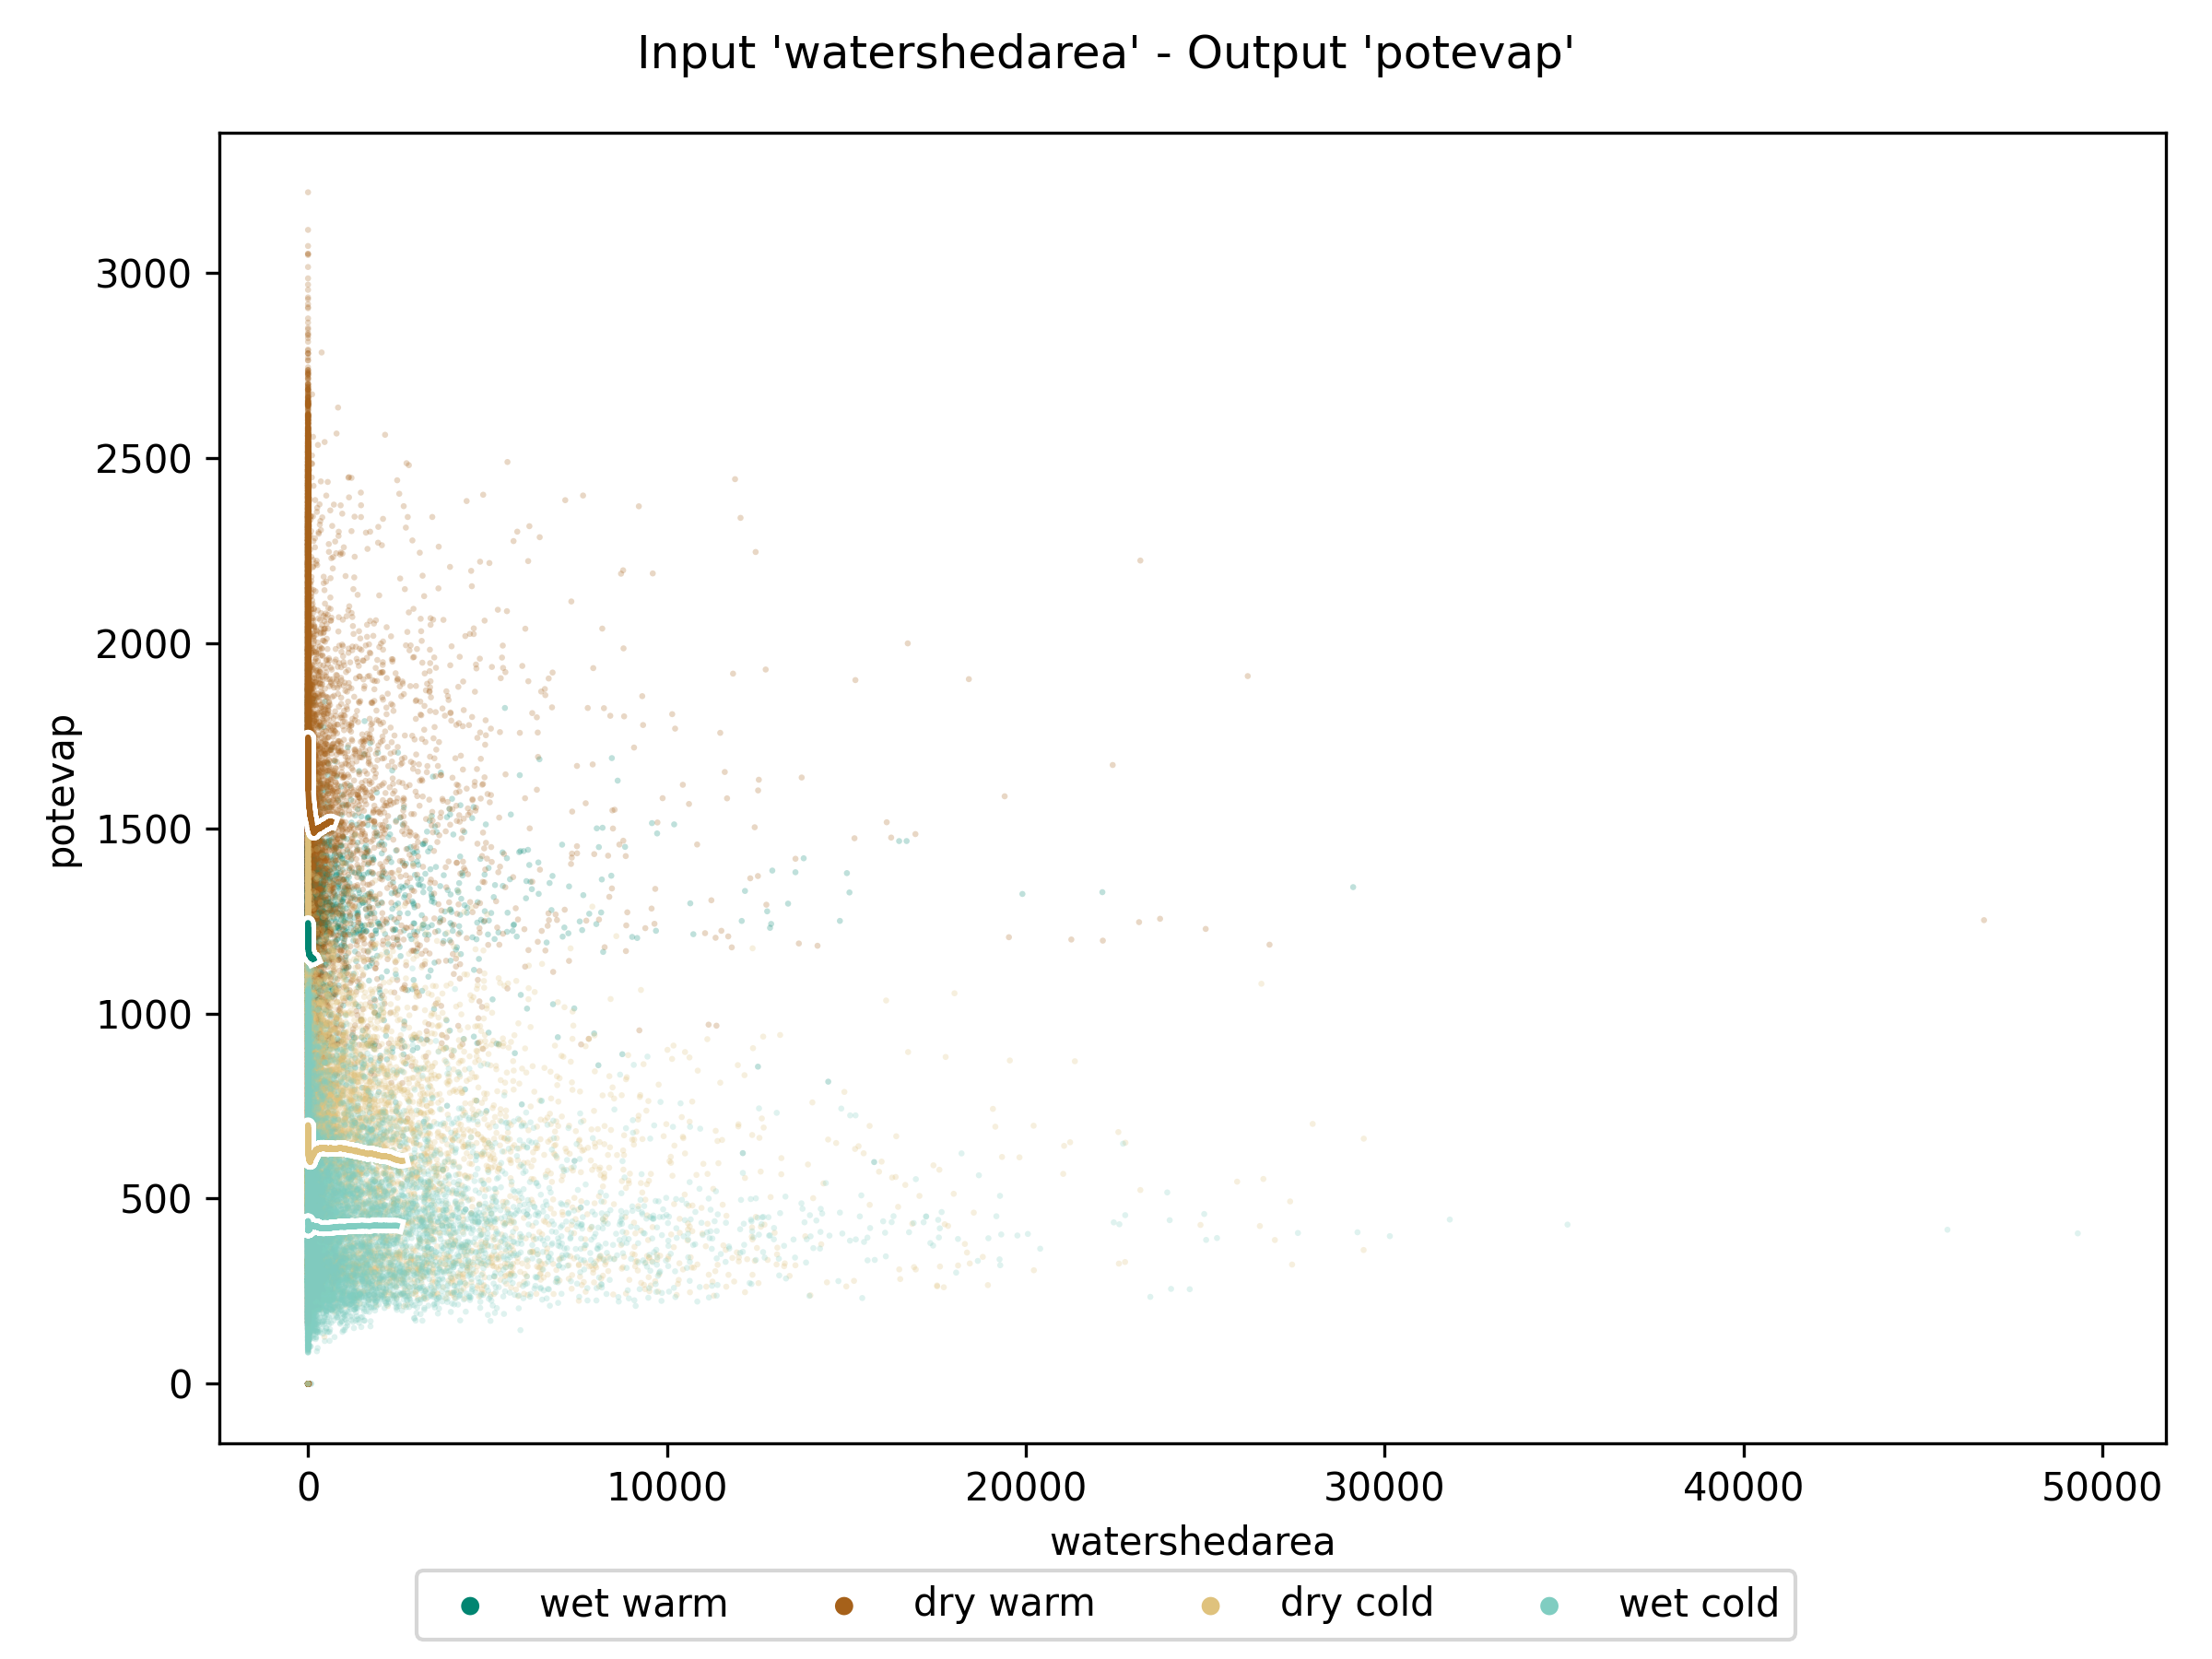 Input 'watershedarea' - Output 'potevap'
3000
2500
2000
1500
1000
500
0
potevap
0 10000 20000 30000 40000 50000
watershedarea
wet warm dry warm dry cold wet cold